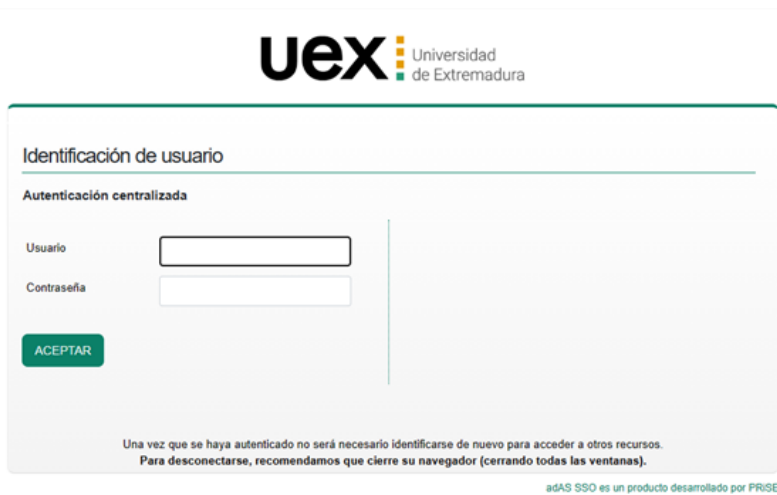 uex Universidad
de Extremadura
Identificación de usuario
Autenticación centralizada
Usuario
Contraseña
ACEPTAR
Una vez que se haya autenticado no será necesario identificarse de nuevo para acceder a otros recursos.
Para desconectarse, recomendamos que cierre su navegador (cerrando todas las ventanas).
adAS SSO es un producto desarrollado por PRiSE